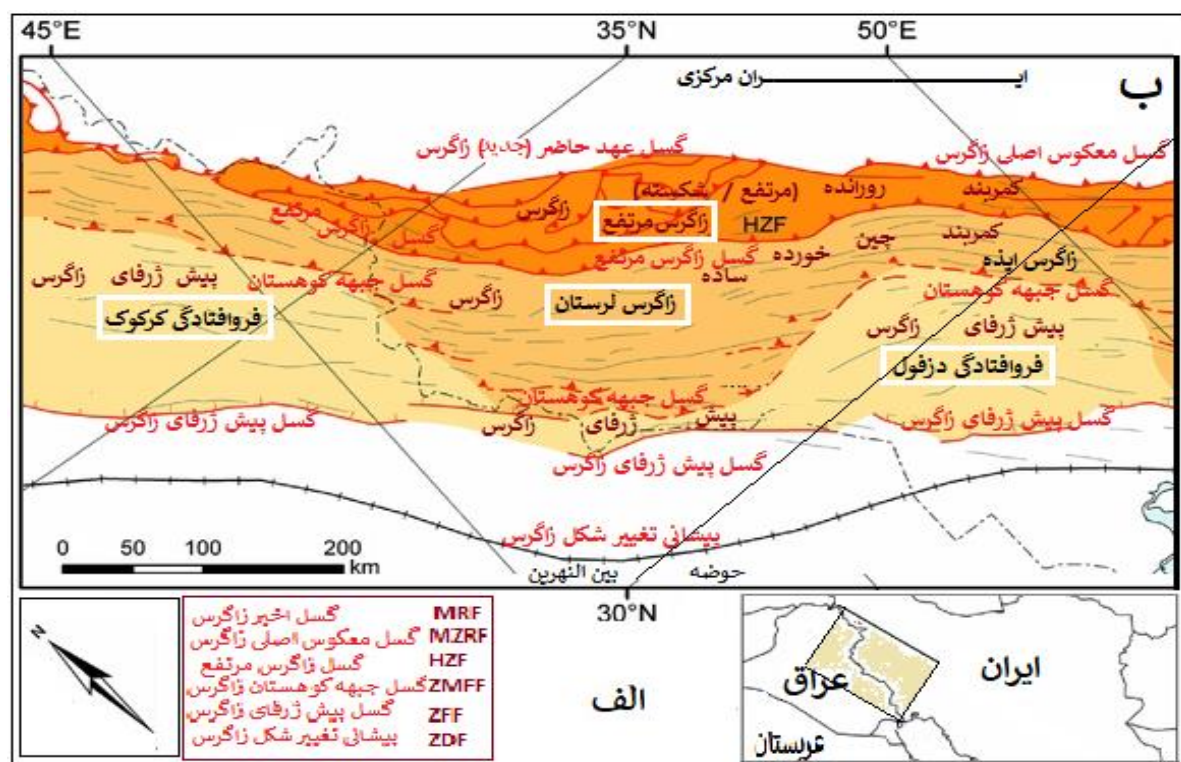 45°E 35°N 50°E
ایـــــران مرکزی
ب
گسل عهد حاضر (جدید) زاگرس
گسل معکوس اصلی زاگرس
کمربند رورانده (مرتفع / شکسته) زاگرس
زاگرس مرتفع
HZF
گسل زاگرس مرتفع
گسل زاگرس مرتفع
کمربند چین خورده ساده زاگرس
زاگرس ایذه
گسل جبهه کوهستان
گسل جبهه کوهستان
پیش ژرفای زاگرس
فروافتادگی کرکوک
زاگرس لرستان
پیش ژرفای زاگرس
فروافتادگی دزفول
گسل جبهه کوهستان
پیش ژرفای زاگرس
گسل پیش ژرفای زاگرس
گسل پیش ژرفای زاگرس
گسل پیش ژرفای زاگرس
پیشانی تغییر شکل زاگرس
حوضه بین النهرین
0 50 100 200
km
30°N
N
گسل اخیر زاگرس MRF
گسل معکوس اصلی زاگرس MZRF
گسل زاگرس مرتفع HZF
گسل جبهه کوهستان زاگرس ZMFF
گسل پیش ژرفای زاگرس ZFF
پیشانی تغییر شکل زاگرس ZDF
الف
ایران
عراق
عربستان